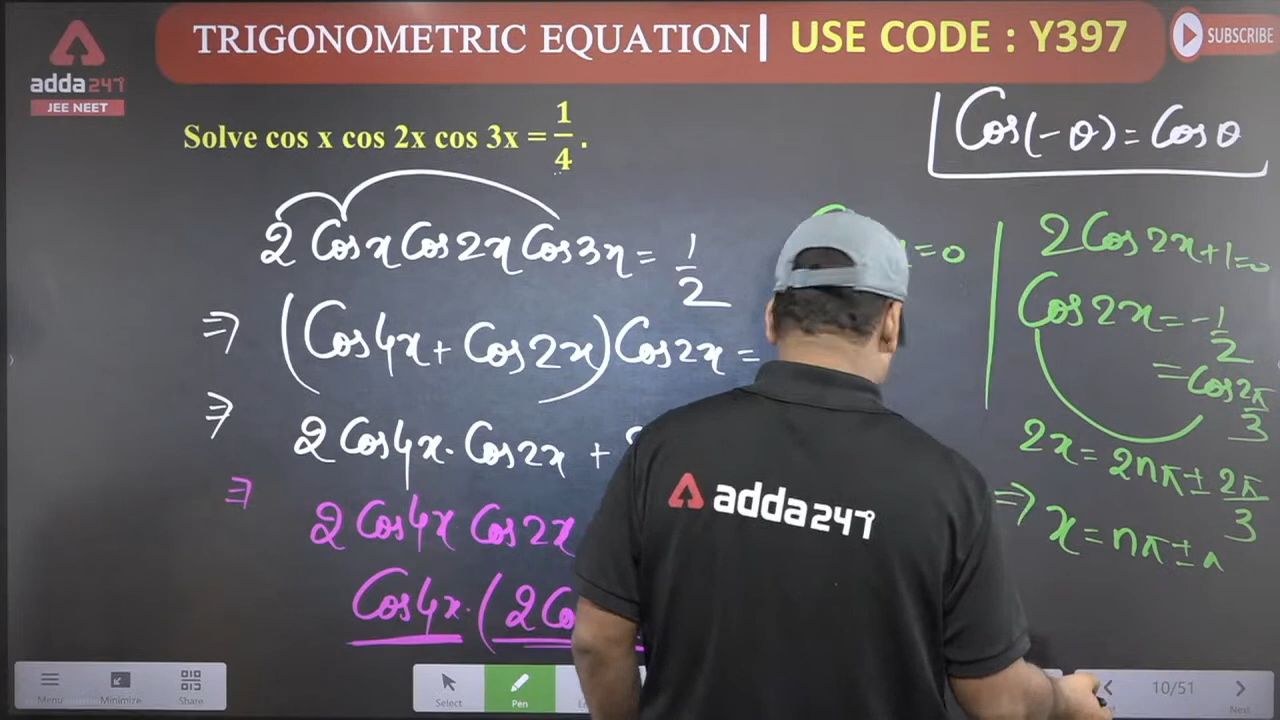 TRIGONOMETRIC EQUATION | USE CODE : Y397
SUBSCRIBE
adda247
JEE NEET
Solve cos x cos 2x cos 3x = 1/4 .
Cos(-θ) = Cosθ
2 Cosx Cos2x Cos3x = 1/2
⇒ (Cos4x + Cos2x) Cos2x =
⇒ 2 Cos4x · Cos2x +
⇒ 2 Cos4x Cos2x
Cos4x · (2Co
=0
2Cos2x+1=0
Cos2x = -1/2
= Cos 2π/3
2x = 2nπ ± 2π/3
⇒ x = nπ ±
adda247
Menu
Minimize
Share
Select
Pen
10/51
Next